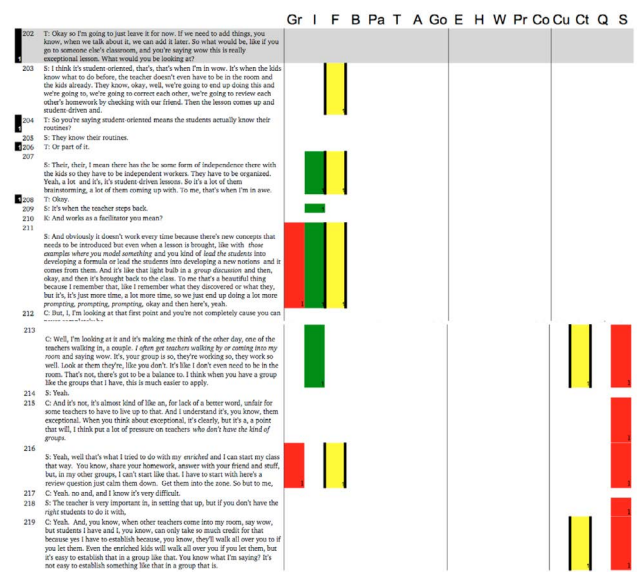 Gr I F B Pa T A Go E H W Pr Co Cu Ct Q S
202 T: Okay so I'm going to just leave it for now. If we need to add things, you
know, when we talk about it, we can add it later. So what would be, like if you
go to someone else's classroom, and you're saying wow this is really
1 exceptional lesson. What would you be looking at?
203 S: I think it's student-oriented, that's, that's when I'm in wow. It's when the kids
know what to do before, the teacher doesn't even have to be in the room and
the kids already. They know, okay, well, we're going to end up doing this and
we're going to, we're going to correct each other, we're going to review each
other's homework by checking with our friend. Then the lesson comes up and
student-driven and. 1
204 T: So you're saying student-oriented means the students actually know their
1 routines?
205 S: They know their routines.
1 206 T: Or part of it.
207
S: Their, their, I mean there has the be some form of independence there with
the kids so they have to be independent workers. They have to be organized.
Yeah, a lot and it's, it's student-driven lessons. So it's a lot of them
brainstorming, a lot of them coming up with. To me, that's when I'm in awe. 1 1
1 208 T: Okay.
209 S: It's when the teacher steps back.
210 K: And works as a facilitator you mean?
211
S: And obviously it doesn't work every time because there's new concepts that
needs to be introduced but even when a lesson is brought, like with those
examples where you model something and you kind of lead the students into
developing a formula or lead the students into developing a new notions and it
comes from them. And it's like that light bulb in a group discussion and then,
okay, and then it's brought back to the class. To me that's a beautiful thing
because I remember that, like I remember what they discovered or what they,
but it's, it's just more time, a lot more time, so we just end up doing a lot more
prompting, prompting, prompting, okay and then here's, yeah. 1 1 1
212 C: But, I, I'm looking at that first point and you're not completely cause you can
213
C: Well, I'm looking at it and it's making me think of the other day, one of the
teachers walking in, a couple. I often get teachers walking by or coming into my
room and saying wow. It's, your group is so, they're working so, they work so
well. Look at them they're, like you don't. It's like I don't even need to be in the
room. That's not, there's got to be a balance to. I think when you have a group
like the groups that I have, this is much easier to apply. 1 1 1
214 S: Yeah.
215 C: And it's not, it's almost kind of like an, for lack of a better word, unfair for
some teachers to have to live up to that. And I understand it's, you know, them
exceptional. When you think about exceptional, it's clearly, but it's a, a point
that will, I think put a lot of pressure on teachers who don't have the kind of
groups. 1
216
S: Yeah, well that's what I tried to do with my enriched and I can start my class
that way. You know, share your homework, answer with your friend and stuff,
but, in my other groups, I can't start like that. I have to start with here's a
review question just calm them down. Get them into the zone. So but to me, 1 1 1
217 C: Yeah. no and, and I know it's very difficult.
218 S: The teacher is very important in, in setting that up, but if you don't have the
right students to do it with, 1
219 C: Yeah. And, you know, when other teachers come into my room, say wow,
but students I have and I, you know, can only take so much credit for that
because yes I have to establish because, you know, they'll walk all over you to if
you let them. Even the enriched kids will walk all over you if you let them, but
it's easy to establish that in a group like that. You know what I'm saying? It's
not easy to establish something like that in a group that is. 1 1